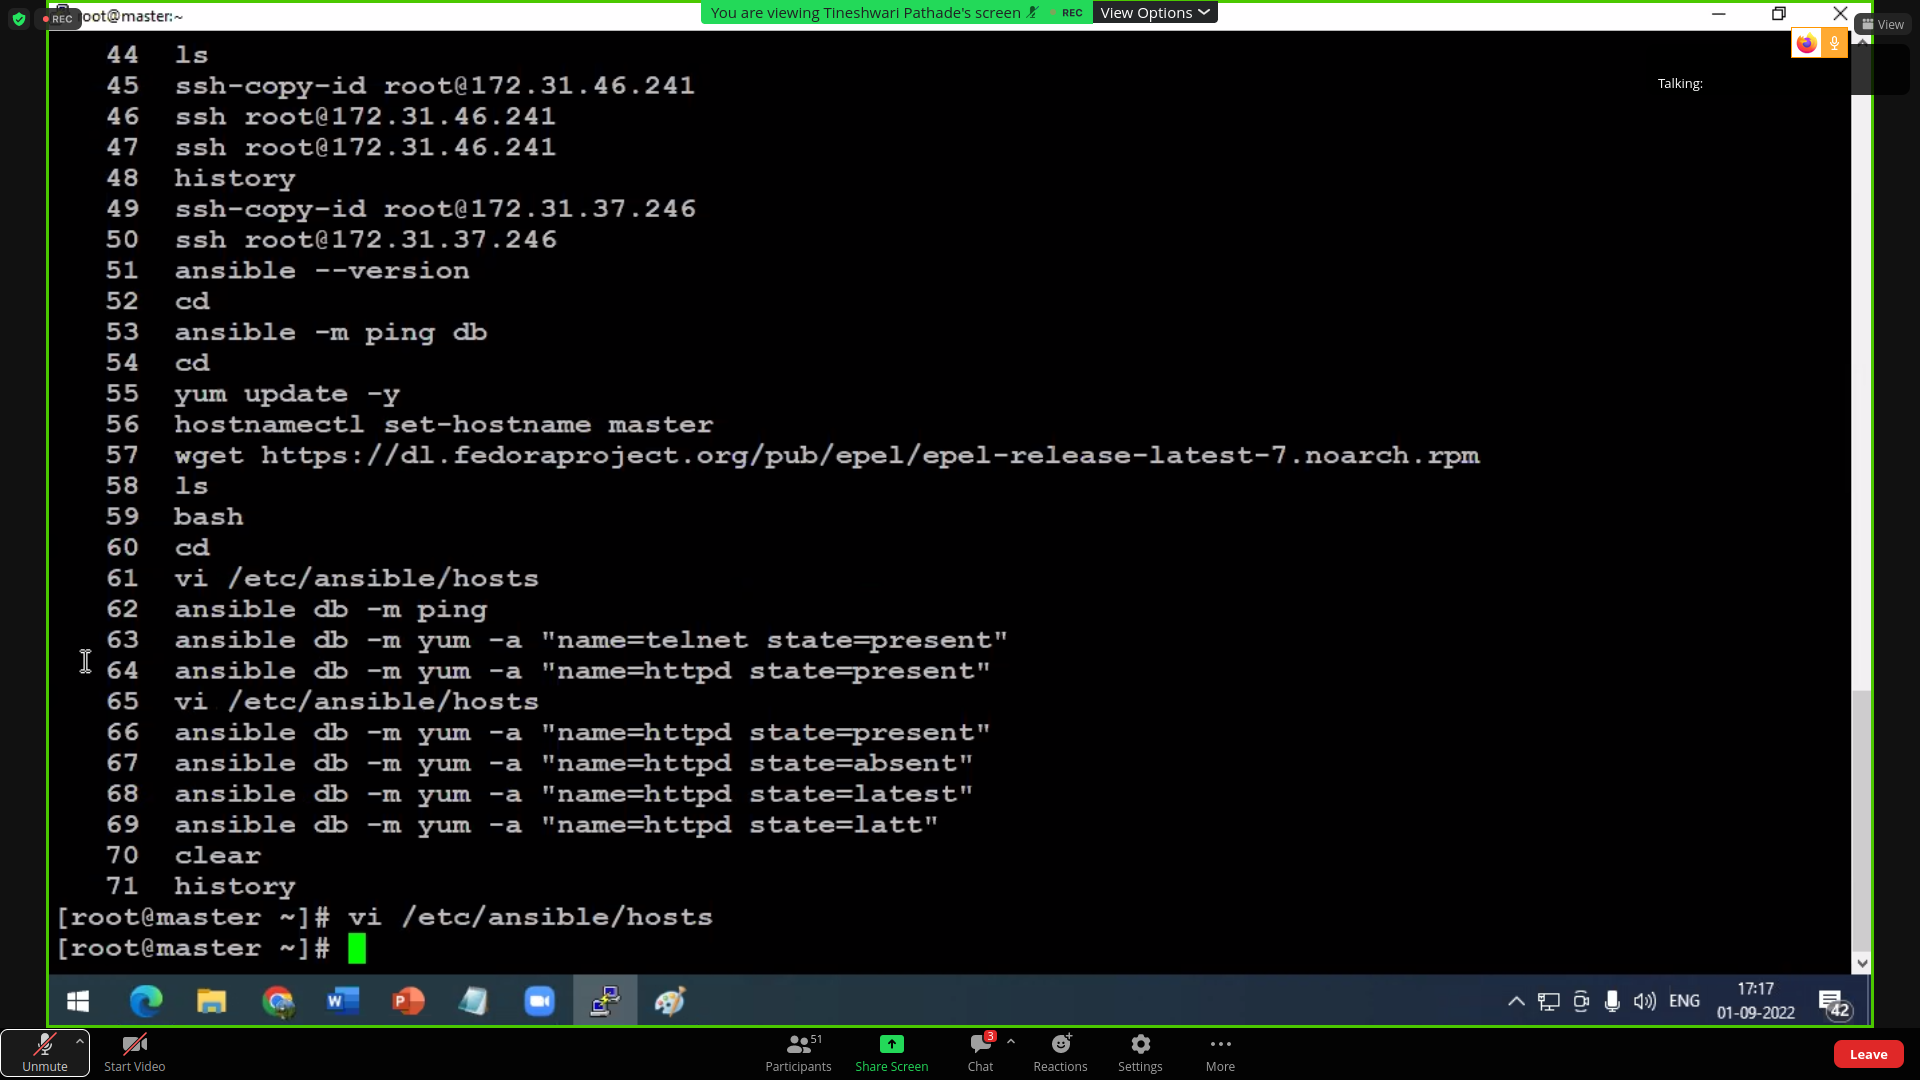 REC
root@master:~
You are viewing Tineshwari Pathade's screen
REC
View Options
View
Talking:
44 ls
45 ssh-copy-id root@172.31.46.241
46 ssh root@172.31.46.241
47 ssh root@172.31.46.241
48 history
49 ssh-copy-id root@172.31.37.246
50 ssh root@172.31.37.246
51 ansible --version
52 cd
53 ansible -m ping db
54 cd
55 yum update -y
56 hostnamectl set-hostname master
57 wget https://dl.fedoraproject.org/pub/epel/epel-release-latest-7.noarch.rpm
58 ls
59 bash
60 cd
61 vi /etc/ansible/hosts
62 ansible db -m ping
63 ansible db -m yum -a "name=telnet state=present"
64 ansible db -m yum -a "name=httpd state=present"
65 vi /etc/ansible/hosts
66 ansible db -m yum -a "name=httpd state=present"
67 ansible db -m yum -a "name=httpd state=absent"
68 ansible db -m yum -a "name=httpd state=latest"
69 ansible db -m yum -a "name=httpd state=latt"
70 clear
71 history
[root@master ~]# vi /etc/ansible/hosts
[root@master ~]#
ENG
17:17
01-09-2022
42
Unmute
Start Video
51
Participants
Share Screen
3
Chat
Reactions
Settings
More
Leave